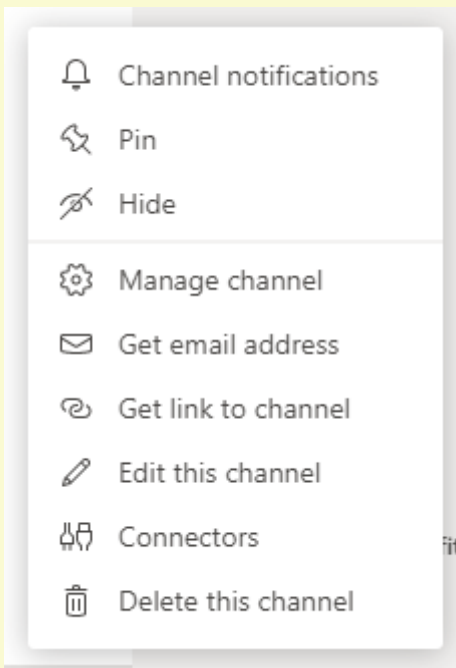 Channel notifications
Pin
Hide
Manage channel
Get email address
Get link to channel
Edit this channel
Connectors
Delete this channel